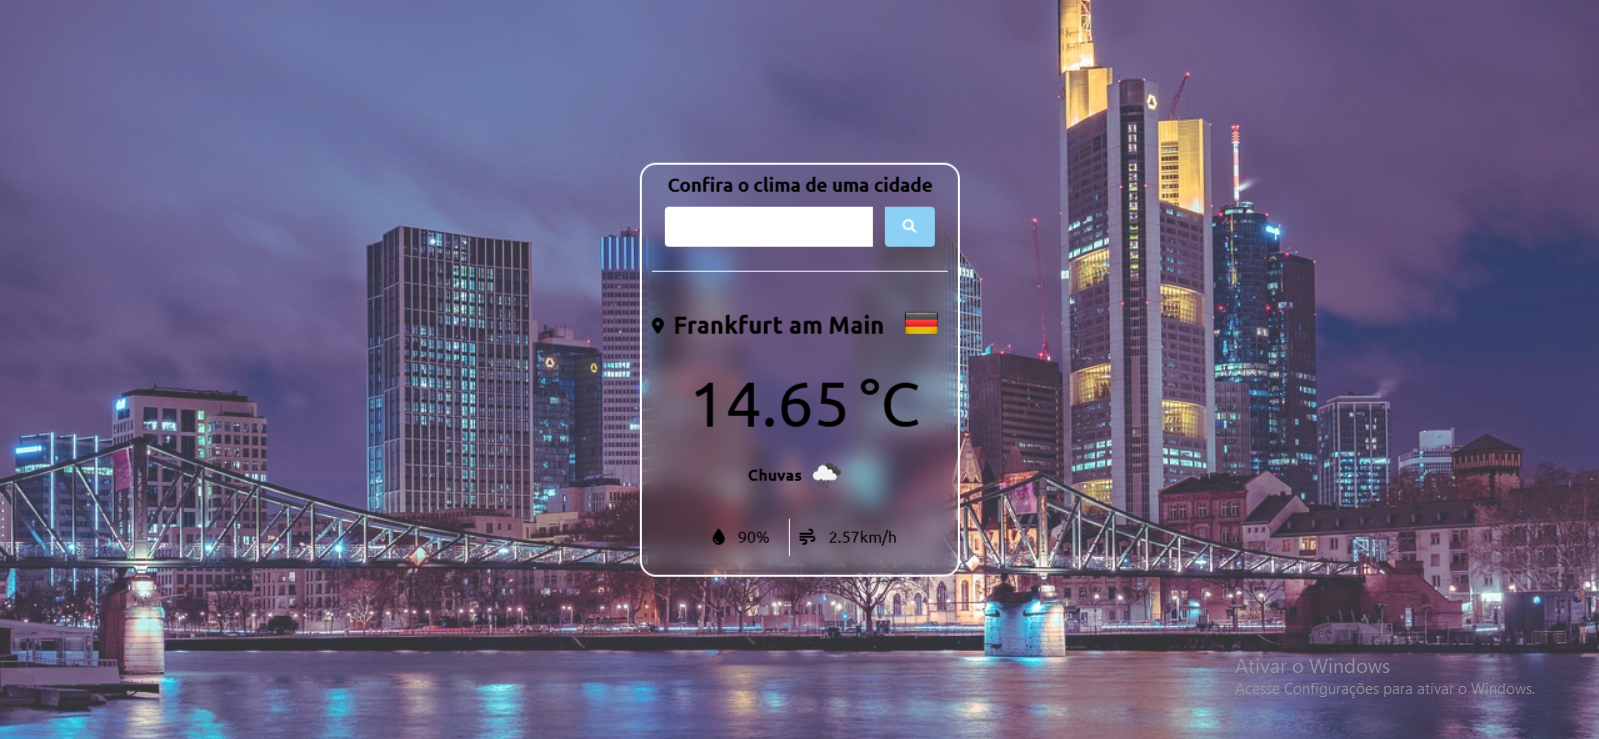 Confira o clima de uma cidade
Frankfurt am Main
14.65 °C
Chuvas
90% 2.57km/h
Ativar o Windows
Acesse Configurações para ativar o Windows.